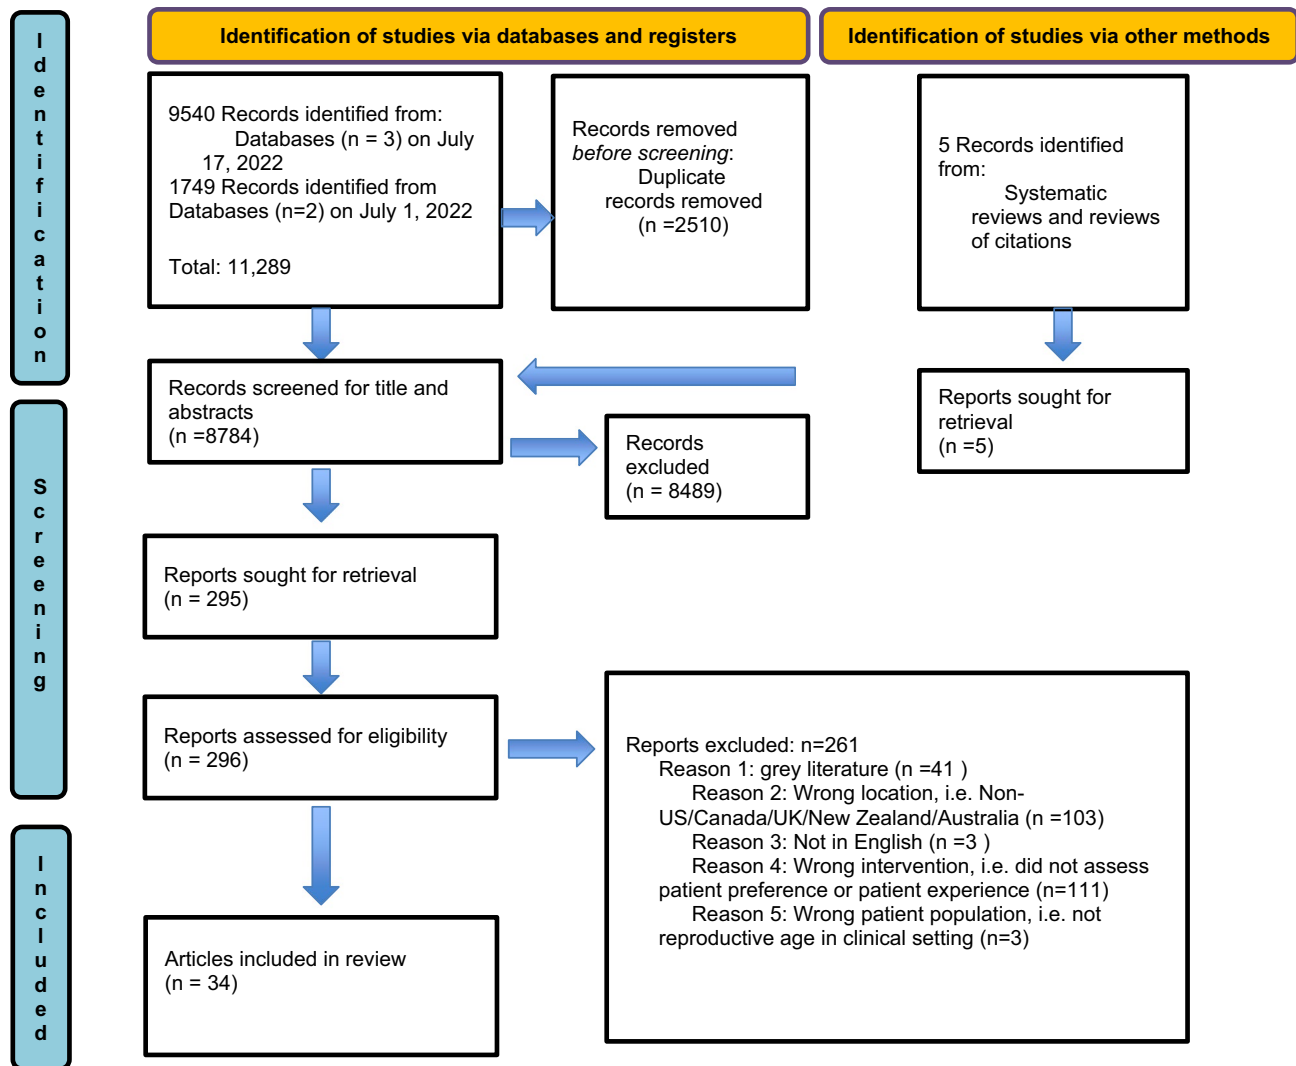 Identification of studies via databases and registers
Identification of studies via other methods
Identification
9540 Records identified from:
Databases (n = 3) on July
17, 2022
1749 Records identified from
Databases (n=2) on July 1, 2022
Total: 11,289
Records removed
before screening:
Duplicate
records removed
(n =2510)
5 Records identified
from:
Systematic
reviews and reviews
of citations
Screening
Records screened for title and
abstracts
(n =8784)
Records
excluded
(n = 8489)
Reports sought for
retrieval
(n =5)
Reports sought for retrieval
(n = 295)
Reports assessed for eligibility
(n = 296)
Reports excluded: n=261
Reason 1: grey literature (n =41 )
Reason 2: Wrong location, i.e. Non-
US/Canada/UK/New Zealand/Australia (n =103)
Reason 3: Not in English (n =3 )
Reason 4: Wrong intervention, i.e. did not assess
patient preference or patient experience (n=111)
Reason 5: Wrong patient population, i.e. not
reproductive age in clinical setting (n=3)
Included
Articles included in review
(n = 34)